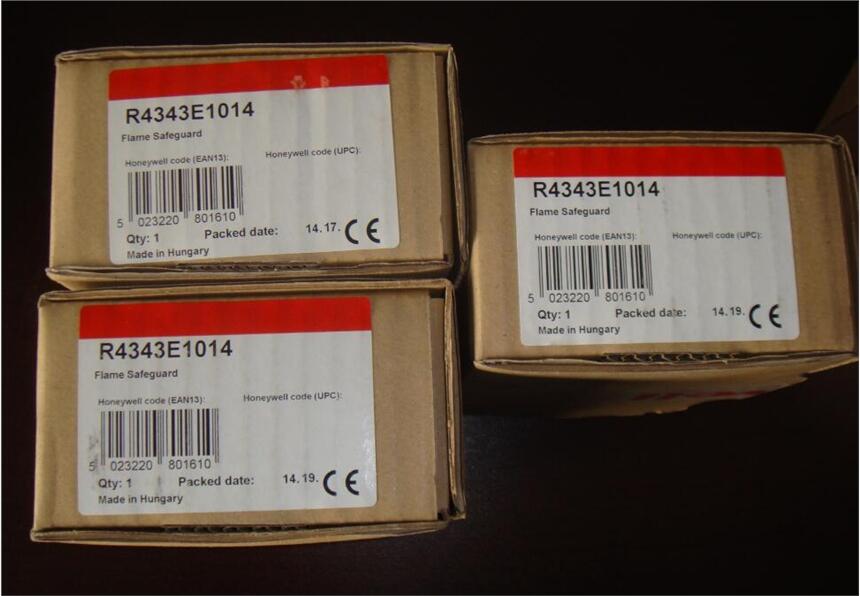 R4343E1014
Flame Safeguard
Honeywell code (EAN13):
Honeywell code (UPC):
5 023220 801610
Qty: 1
Packed date:
14.17.
CE
Made in Hungary
R4343E1014
Flame Safeguard
Honeywell code (EAN13):
Honeywell code (UPC):
5 023220 801610
Qty: 1
Packed date:
14.19.
CE
Made in Hungary
R4343E1014
Flame Safeguard
Honeywell code (EAN13):
Honeywell code (UPC):
5 023220 801610
Qty: 1
Packed date:
14.19.
CE
Made in Hungary